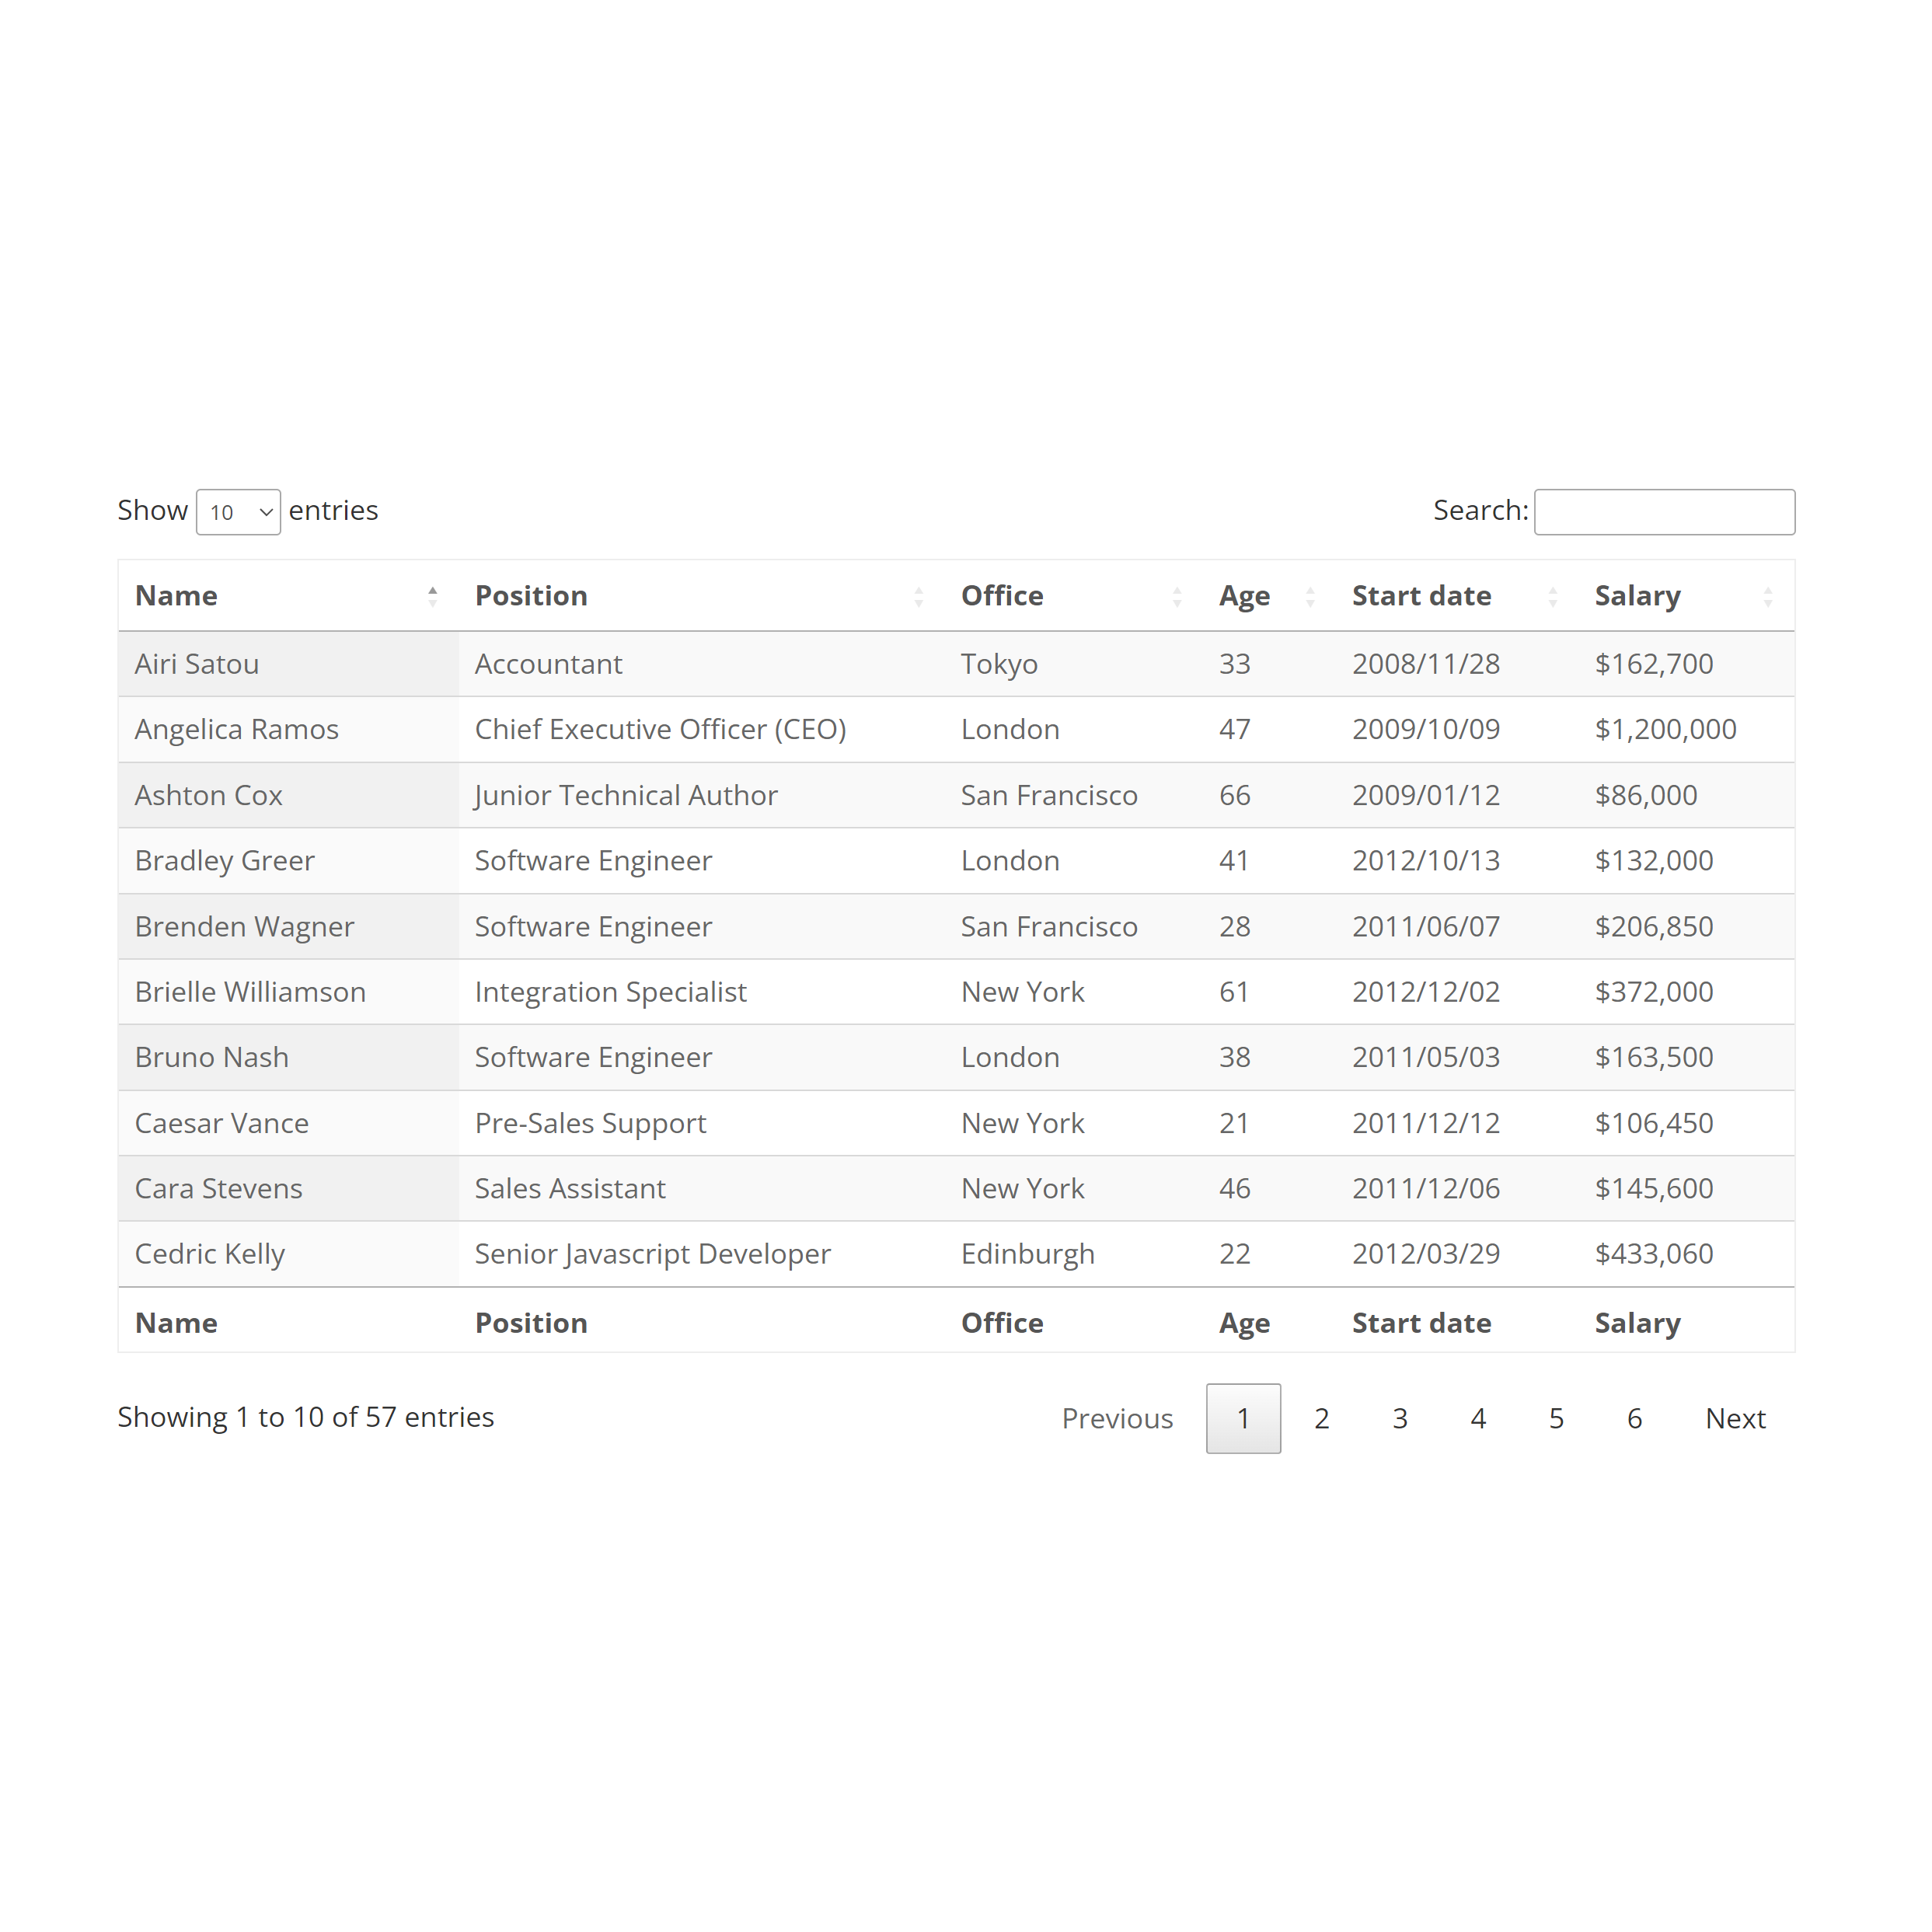 Show 10 entries Search:
Name Position Office Age Start date Salary
Airi Satou Accountant Tokyo 33 2008/11/28 $162,700
Angelica Ramos Chief Executive Officer (CEO) London 47 2009/10/09 $1,200,000
Ashton Cox Junior Technical Author San Francisco 66 2009/01/12 $86,000
Bradley Greer Software Engineer London 41 2012/10/13 $132,000
Brenden Wagner Software Engineer San Francisco 28 2011/06/07 $206,850
Brielle Williamson Integration Specialist New York 61 2012/12/02 $372,000
Bruno Nash Software Engineer London 38 2011/05/03 $163,500
Caesar Vance Pre-Sales Support New York 21 2011/12/12 $106,450
Cara Stevens Sales Assistant New York 46 2011/12/06 $145,600
Cedric Kelly Senior Javascript Developer Edinburgh 22 2012/03/29 $433,060
Name Position Office Age Start date Salary
Showing 1 to 10 of 57 entries Previous 1 2 3 4 5 6 Next